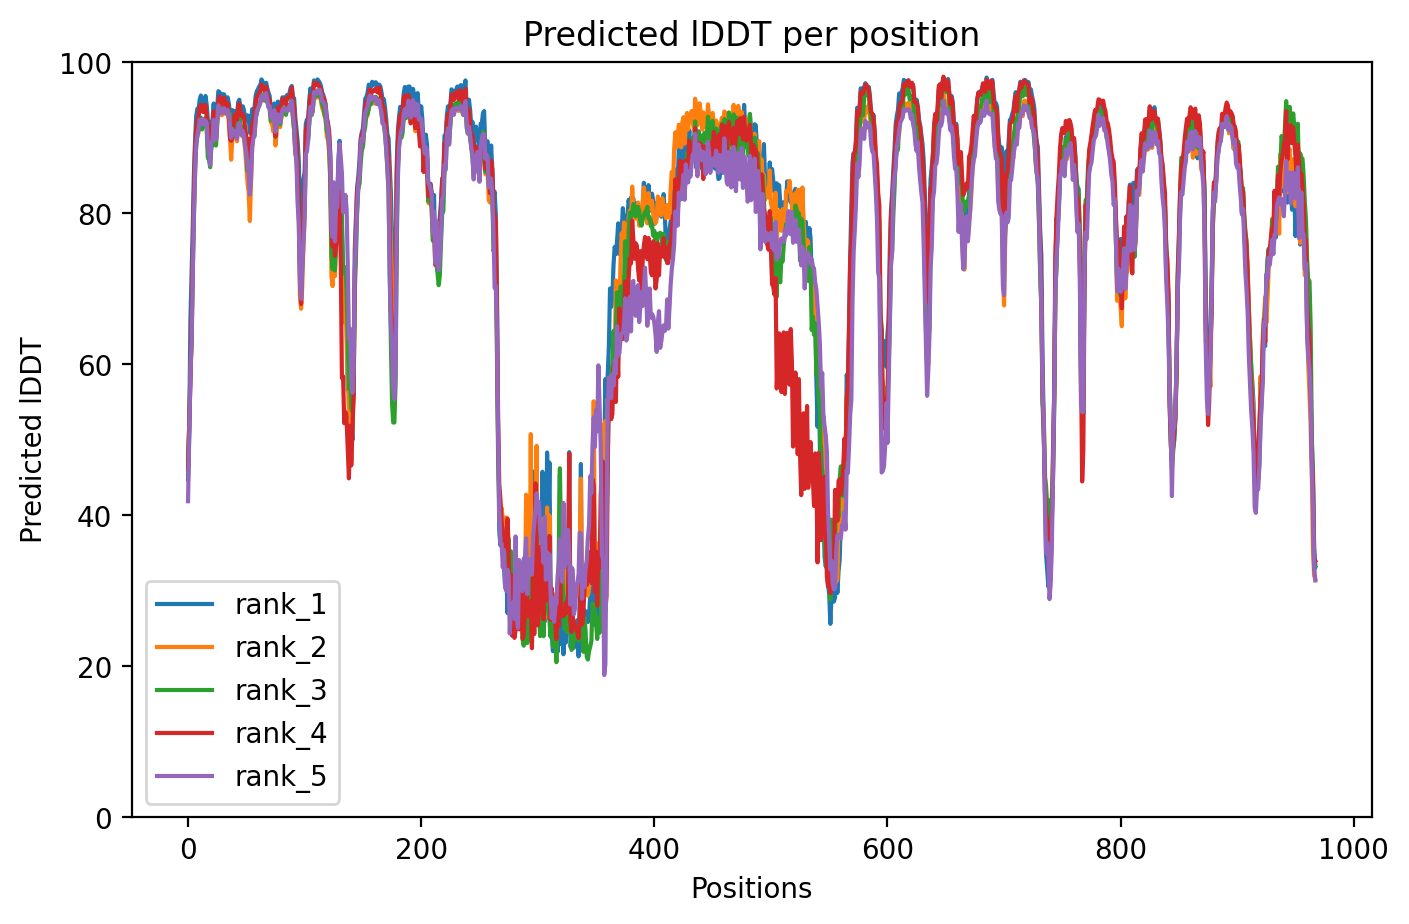 Predicted lDDT per position
100
80
60
40
20
0
Predicted lDDT
rank_1
rank_2
rank_3
rank_4
rank_5
0 200 400 600 800 1000
Positions